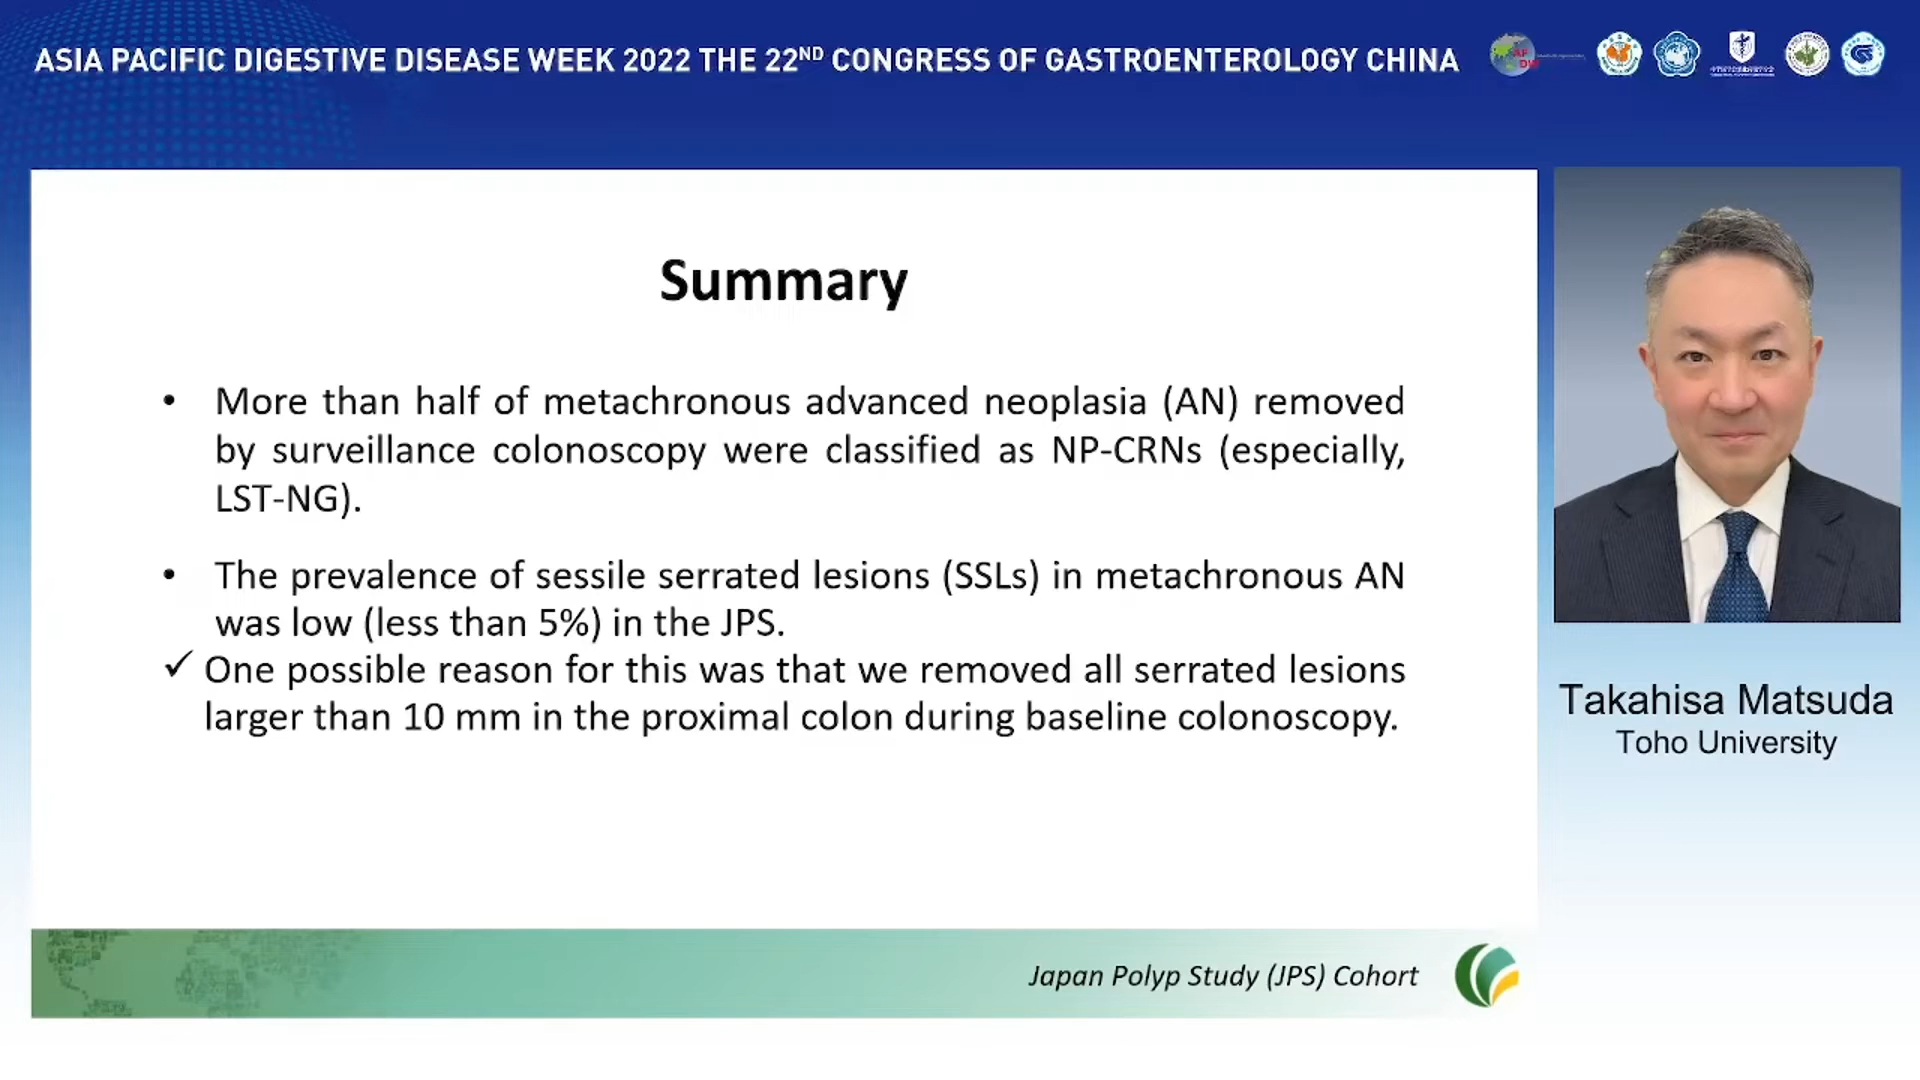 ASIA PACIFIC DIGESTIVE DISEASE WEEK 2022 THE 22ND CONGRESS OF GASTROENTEROLOGY CHINA
Summary
• More than half of metachronous advanced neoplasia (AN) removed
by surveillance colonoscopy were classified as NP-CRNs (especially,
LST-NG).
• The prevalence of sessile serrated lesions (SSLs) in metachronous AN
was low (less than 5%) in the JPS.
✓ One possible reason for this was that we removed all serrated lesions
larger than 10 mm in the proximal colon during baseline colonoscopy.
Takahisa Matsuda
Toho University
Japan Polyp Study (JPS) Cohort